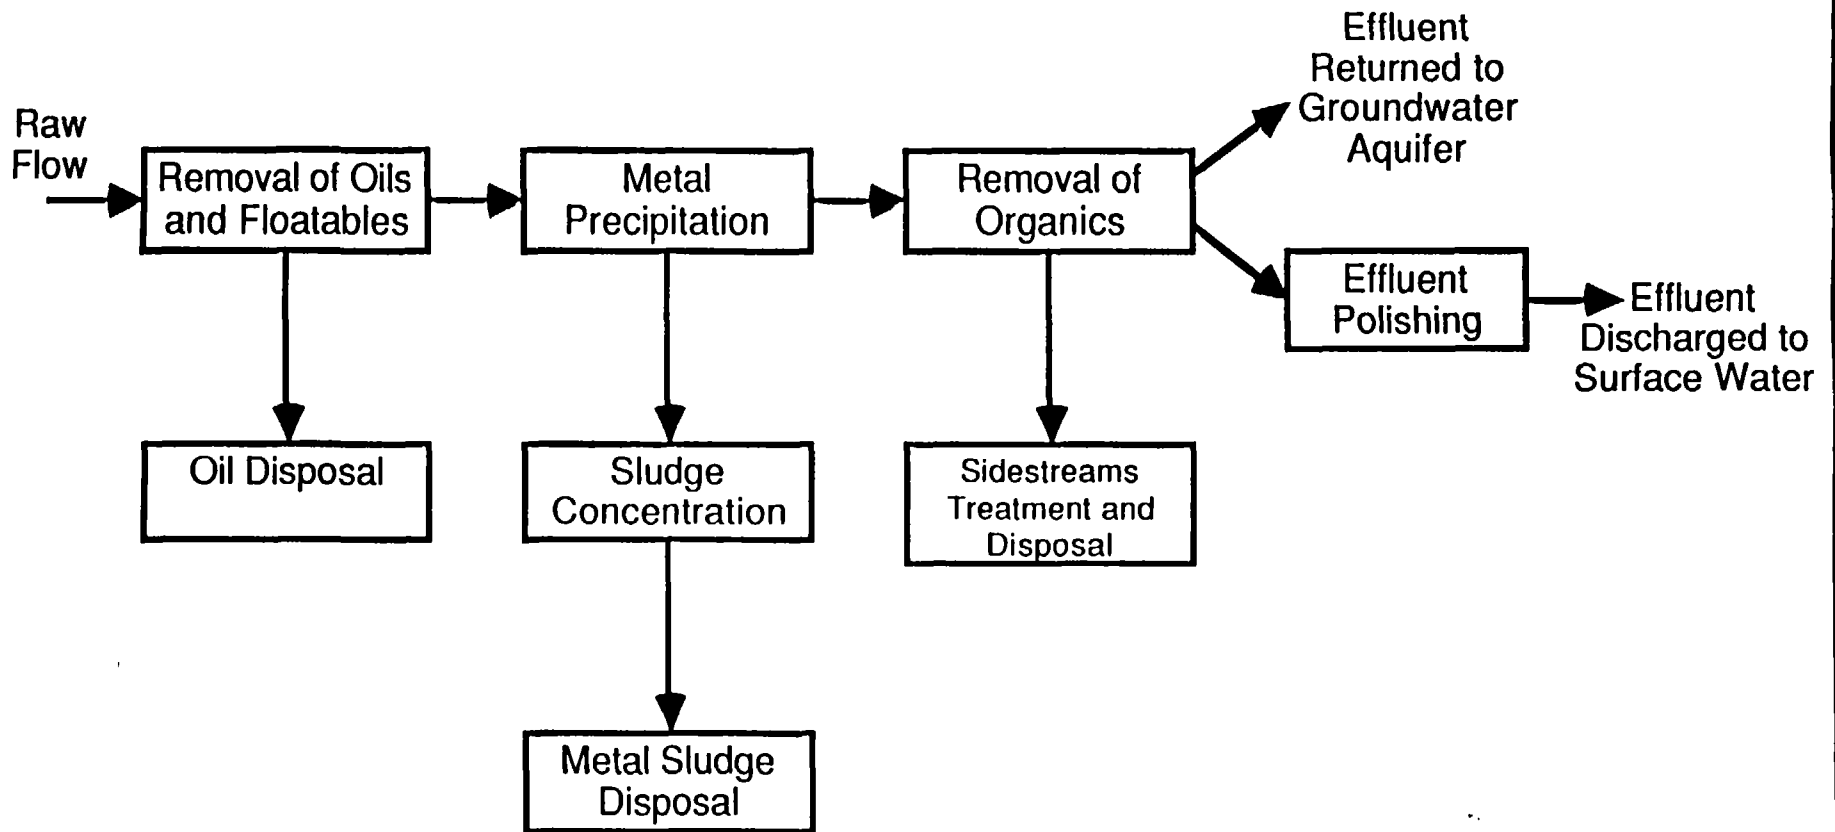 Raw
Flow
Removal of Oils
and Floatables
Metal
Precipitation
Removal of
Organics
Effluent
Returned to
Groundwater
Aquifer
Effluent
Polishing
Effluent
Discharged to
Surface Water
Oil Disposal
Sludge
Concentration
Sidestreams
Treatment and
Disposal
Metal Sludge
Disposal